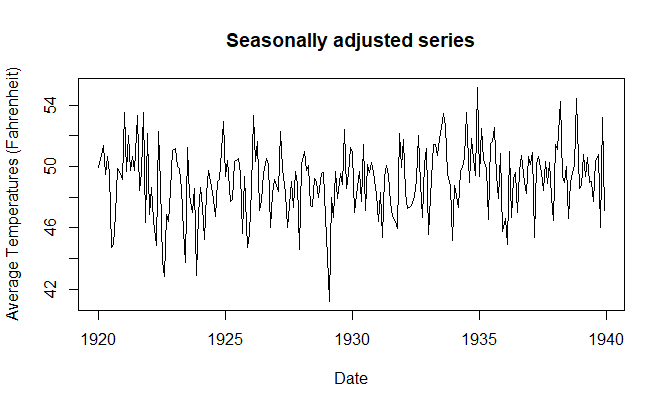 Seasonally adjusted series
Average Temperatures (Fahrenheit)
54
50
46
42
1920 1925 1930 1935 1940
Date